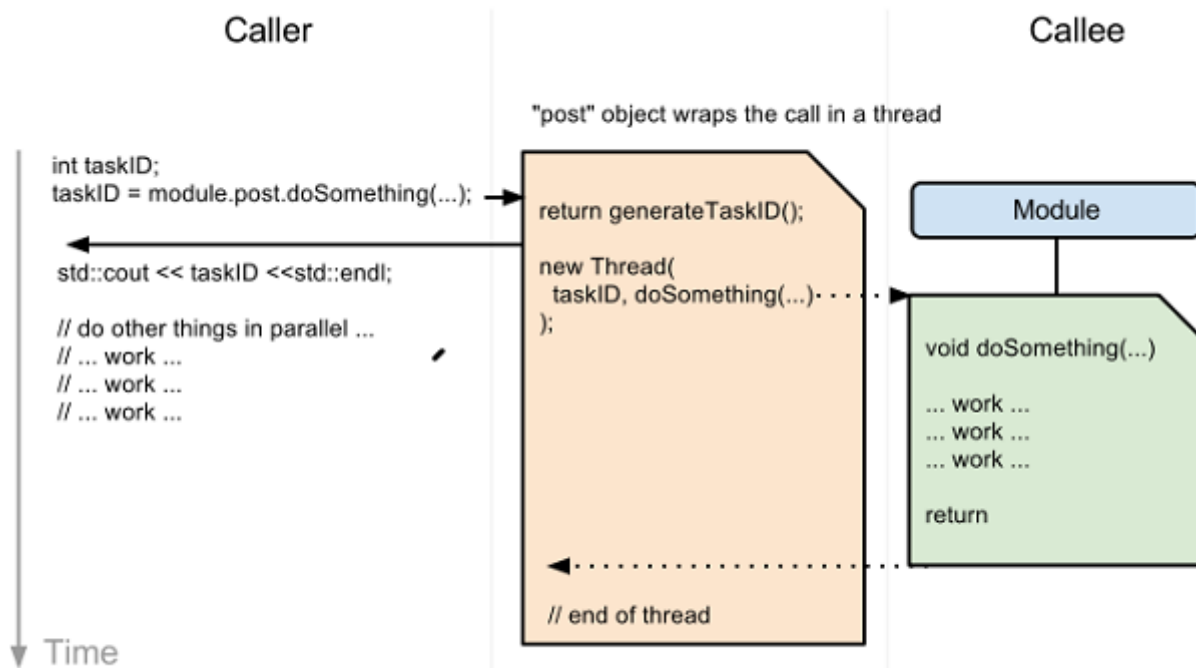 Caller
Callee
"post" object wraps the call in a thread
int taskID;
taskID = module.post.doSomething(...);
return generateTaskID();
new Thread(
taskID, doSomething(...)
);
Module
std::cout << taskID <<std::endl;
// do other things in parallel ...
// ... work ...
// ... work ...
// ... work ...
void doSomething(...)
... work ...
... work ...
... work ...
return
// end of thread
Time